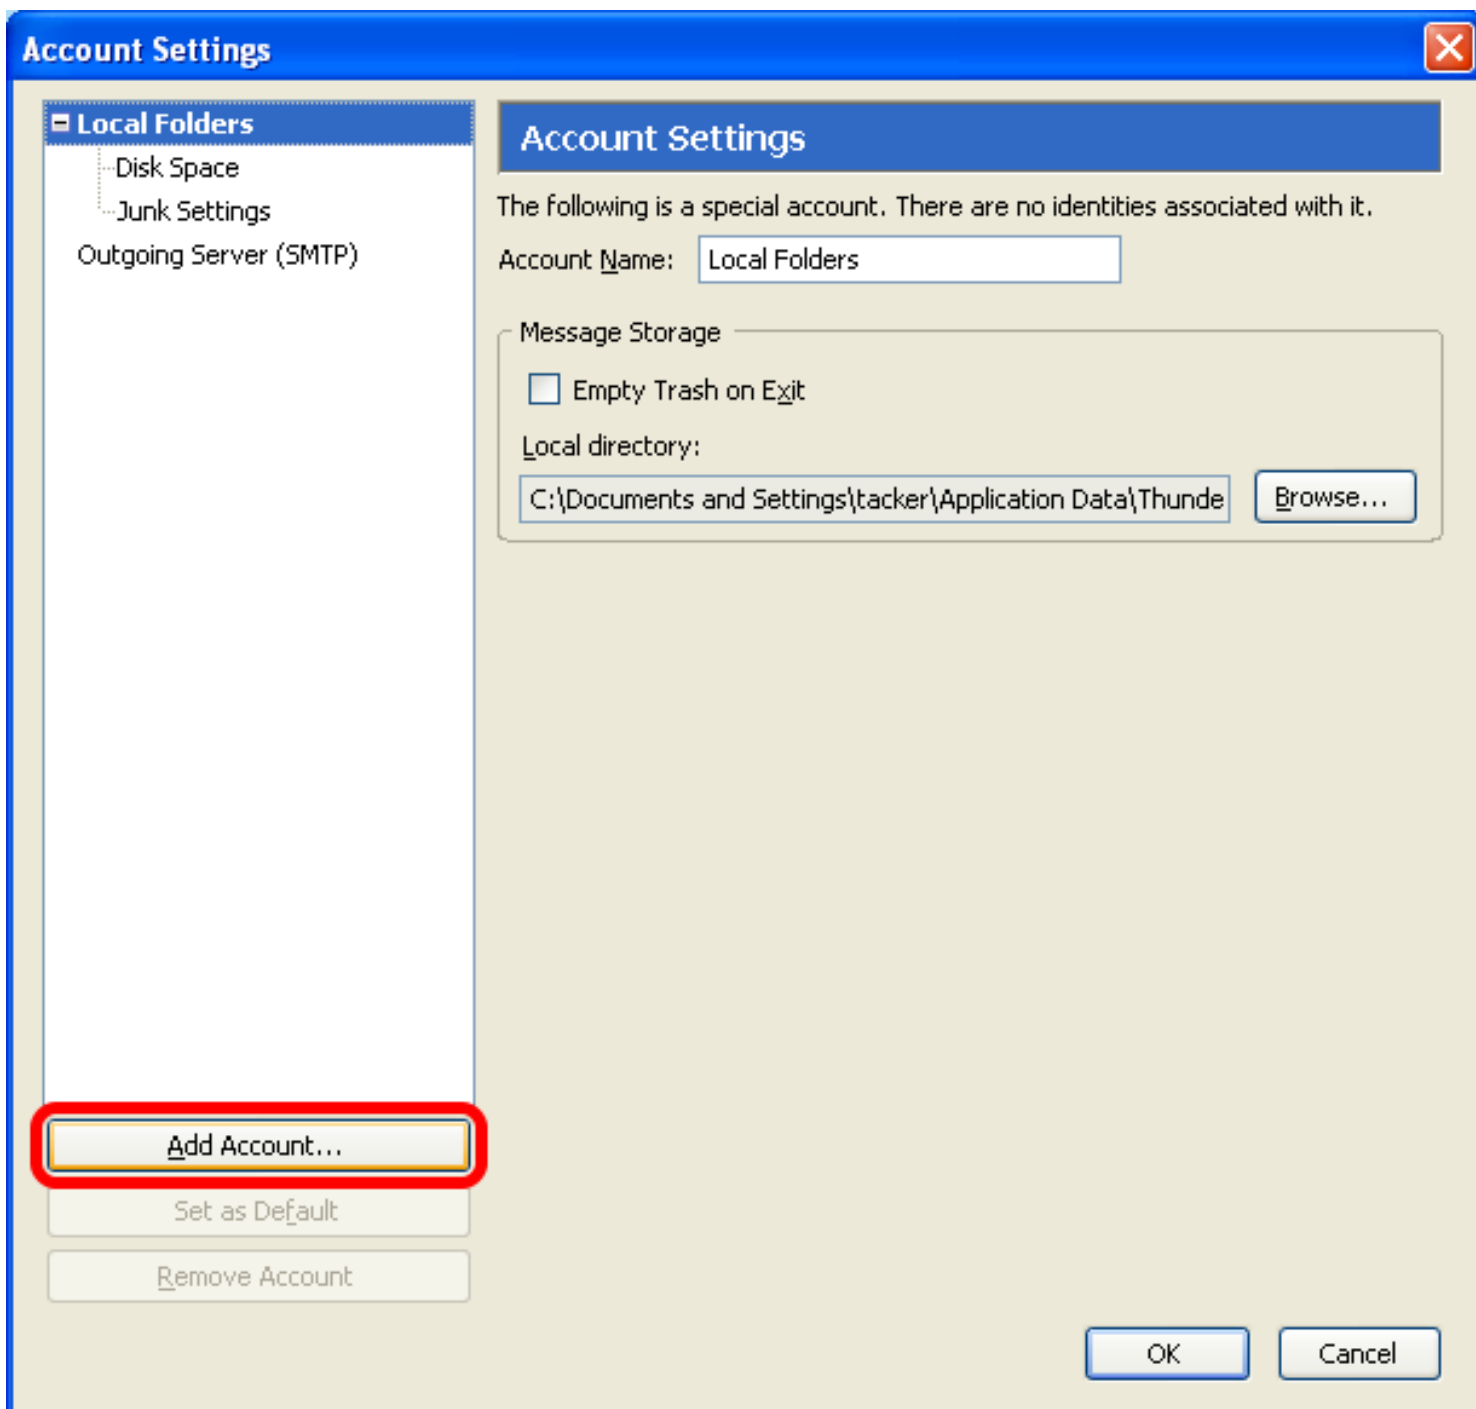 Account Settings
Local Folders
Disk Space
Junk Settings
Outgoing Server (SMTP)
Add Account...
Set as Default
Remove Account
Account Settings
The following is a special account. There are no identities associated with it.
Account Name: Local Folders
Message Storage
Empty Trash on Exit
Local directory:
C:\Documents and Settings\tacker\Application Data\Thunde Browse...
OK Cancel